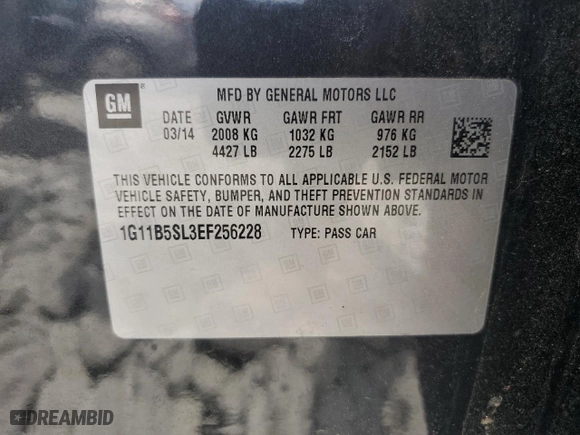 GM
MFD BY GENERAL MOTORS LLC
DATE GVWR GAWR FRT GAWR RR
03/14 2008 KG 1032 KG 976 KG
4427 LB 2275 LB 2152 LB
THIS VEHICLE CONFORMS TO ALL APPLICABLE U.S. FEDERAL MOTOR
VEHICLE SAFETY, BUMPER, AND THEFT PREVENTION STANDARDS IN
EFFECT ON THE DATE OF MANUFACTURE SHOWN ABOVE.
1G11B5SL3EF256228 TYPE: PASS CAR
DREAMBID